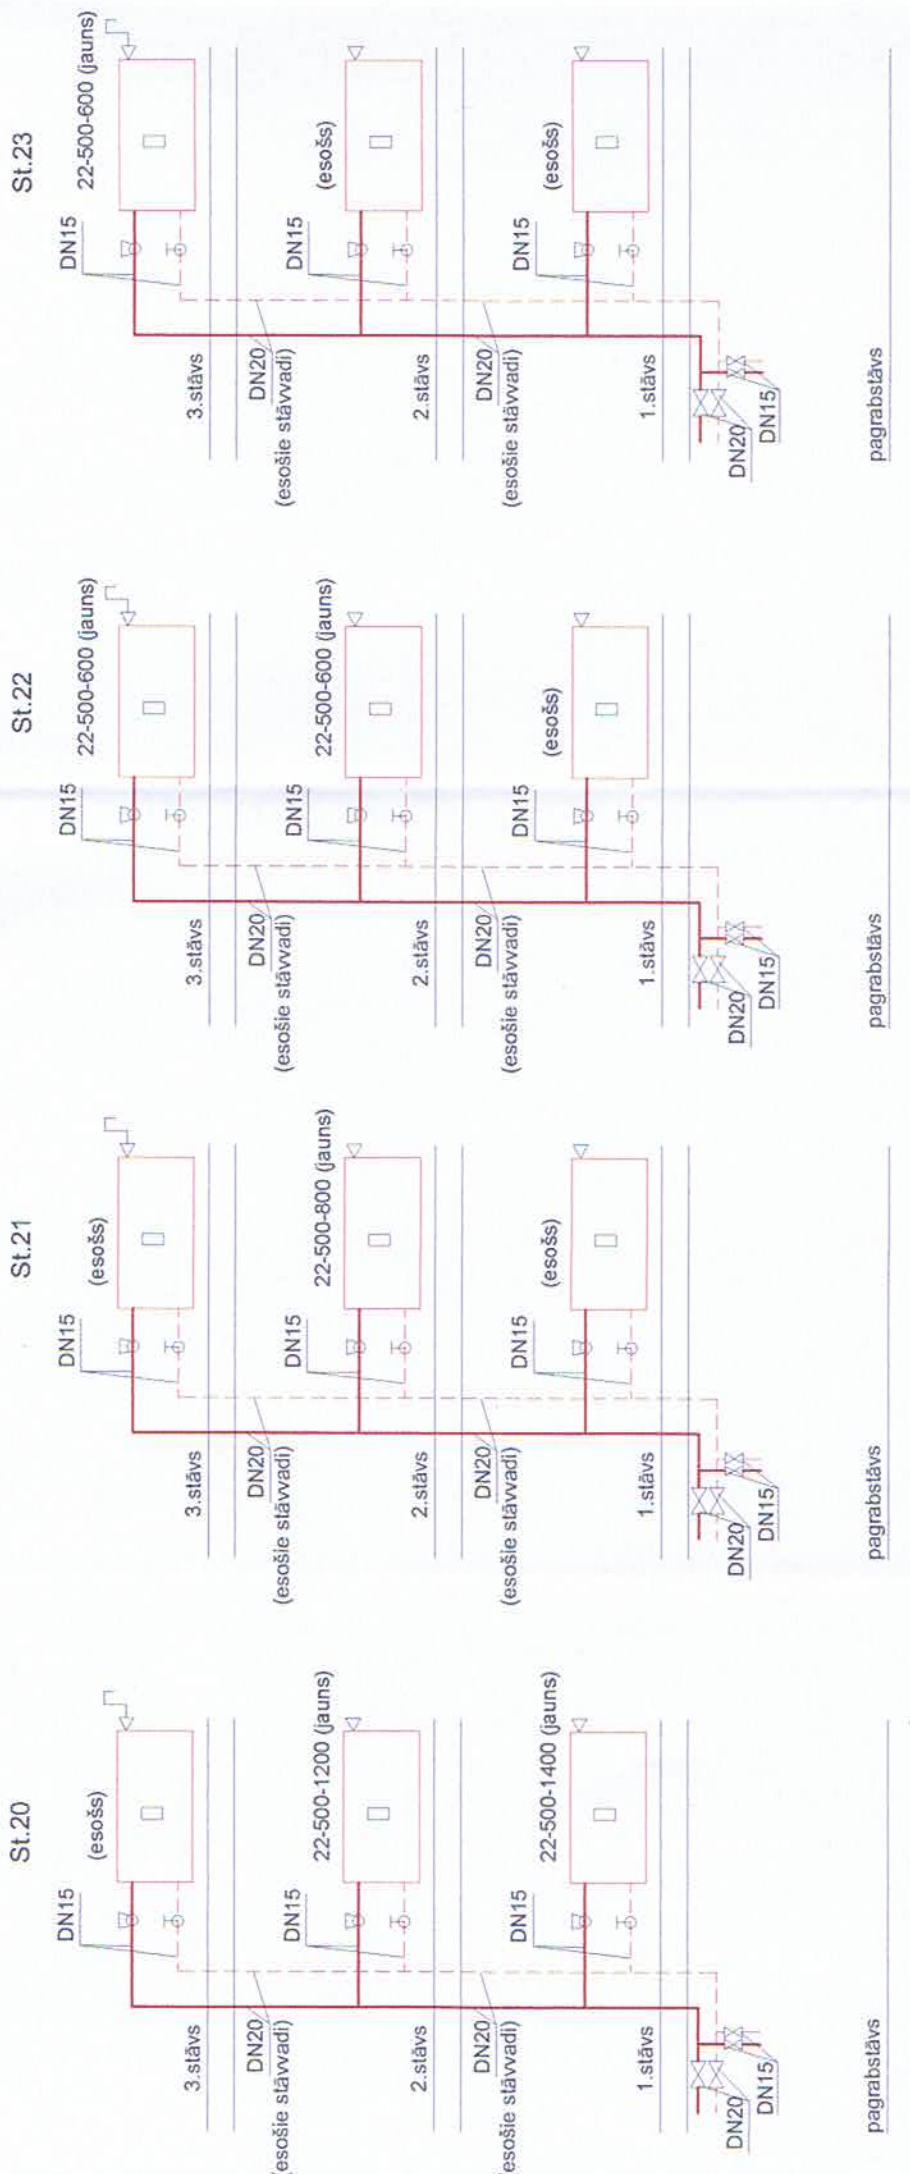 St.20
(esošs)
DN15
3.stāvs
DN20
(esošie stāvvadi)
22-500-1200 (jauns)
DN15
2.stāvs
DN20
(esošie stāvvadi)
22-500-1400 (jauns)
DN15
1.stāvs
DN20
DN15
pagrabstāvs
St.21
(esošs)
DN15
3.stāvs
DN20
(esošie stāvvadi)
22-500-800 (jauns)
DN15
2.stāvs
DN20
(esošie stāvvadi)
(esošs)
DN15
1.stāvs
DN20
DN15
pagrabstāvs
St.22
22-500-600 (jauns)
DN15
3.stāvs
DN20
(esošie stāvvadi)
22-500-600 (jauns)
DN15
2.stāvs
DN20
(esošie stāvvadi)
(esošs)
DN15
1.stāvs
DN20
DN15
pagrabstāvs
St.23
22-500-600 (jauns)
DN15
3.stāvs
DN20
(esošie stāvvadi)
(esošs)
DN15
2.stāvs
DN20
(esošie stāvvadi)
(esošs)
DN15
1.stāvs
DN20
DN15
pagrabstāvs